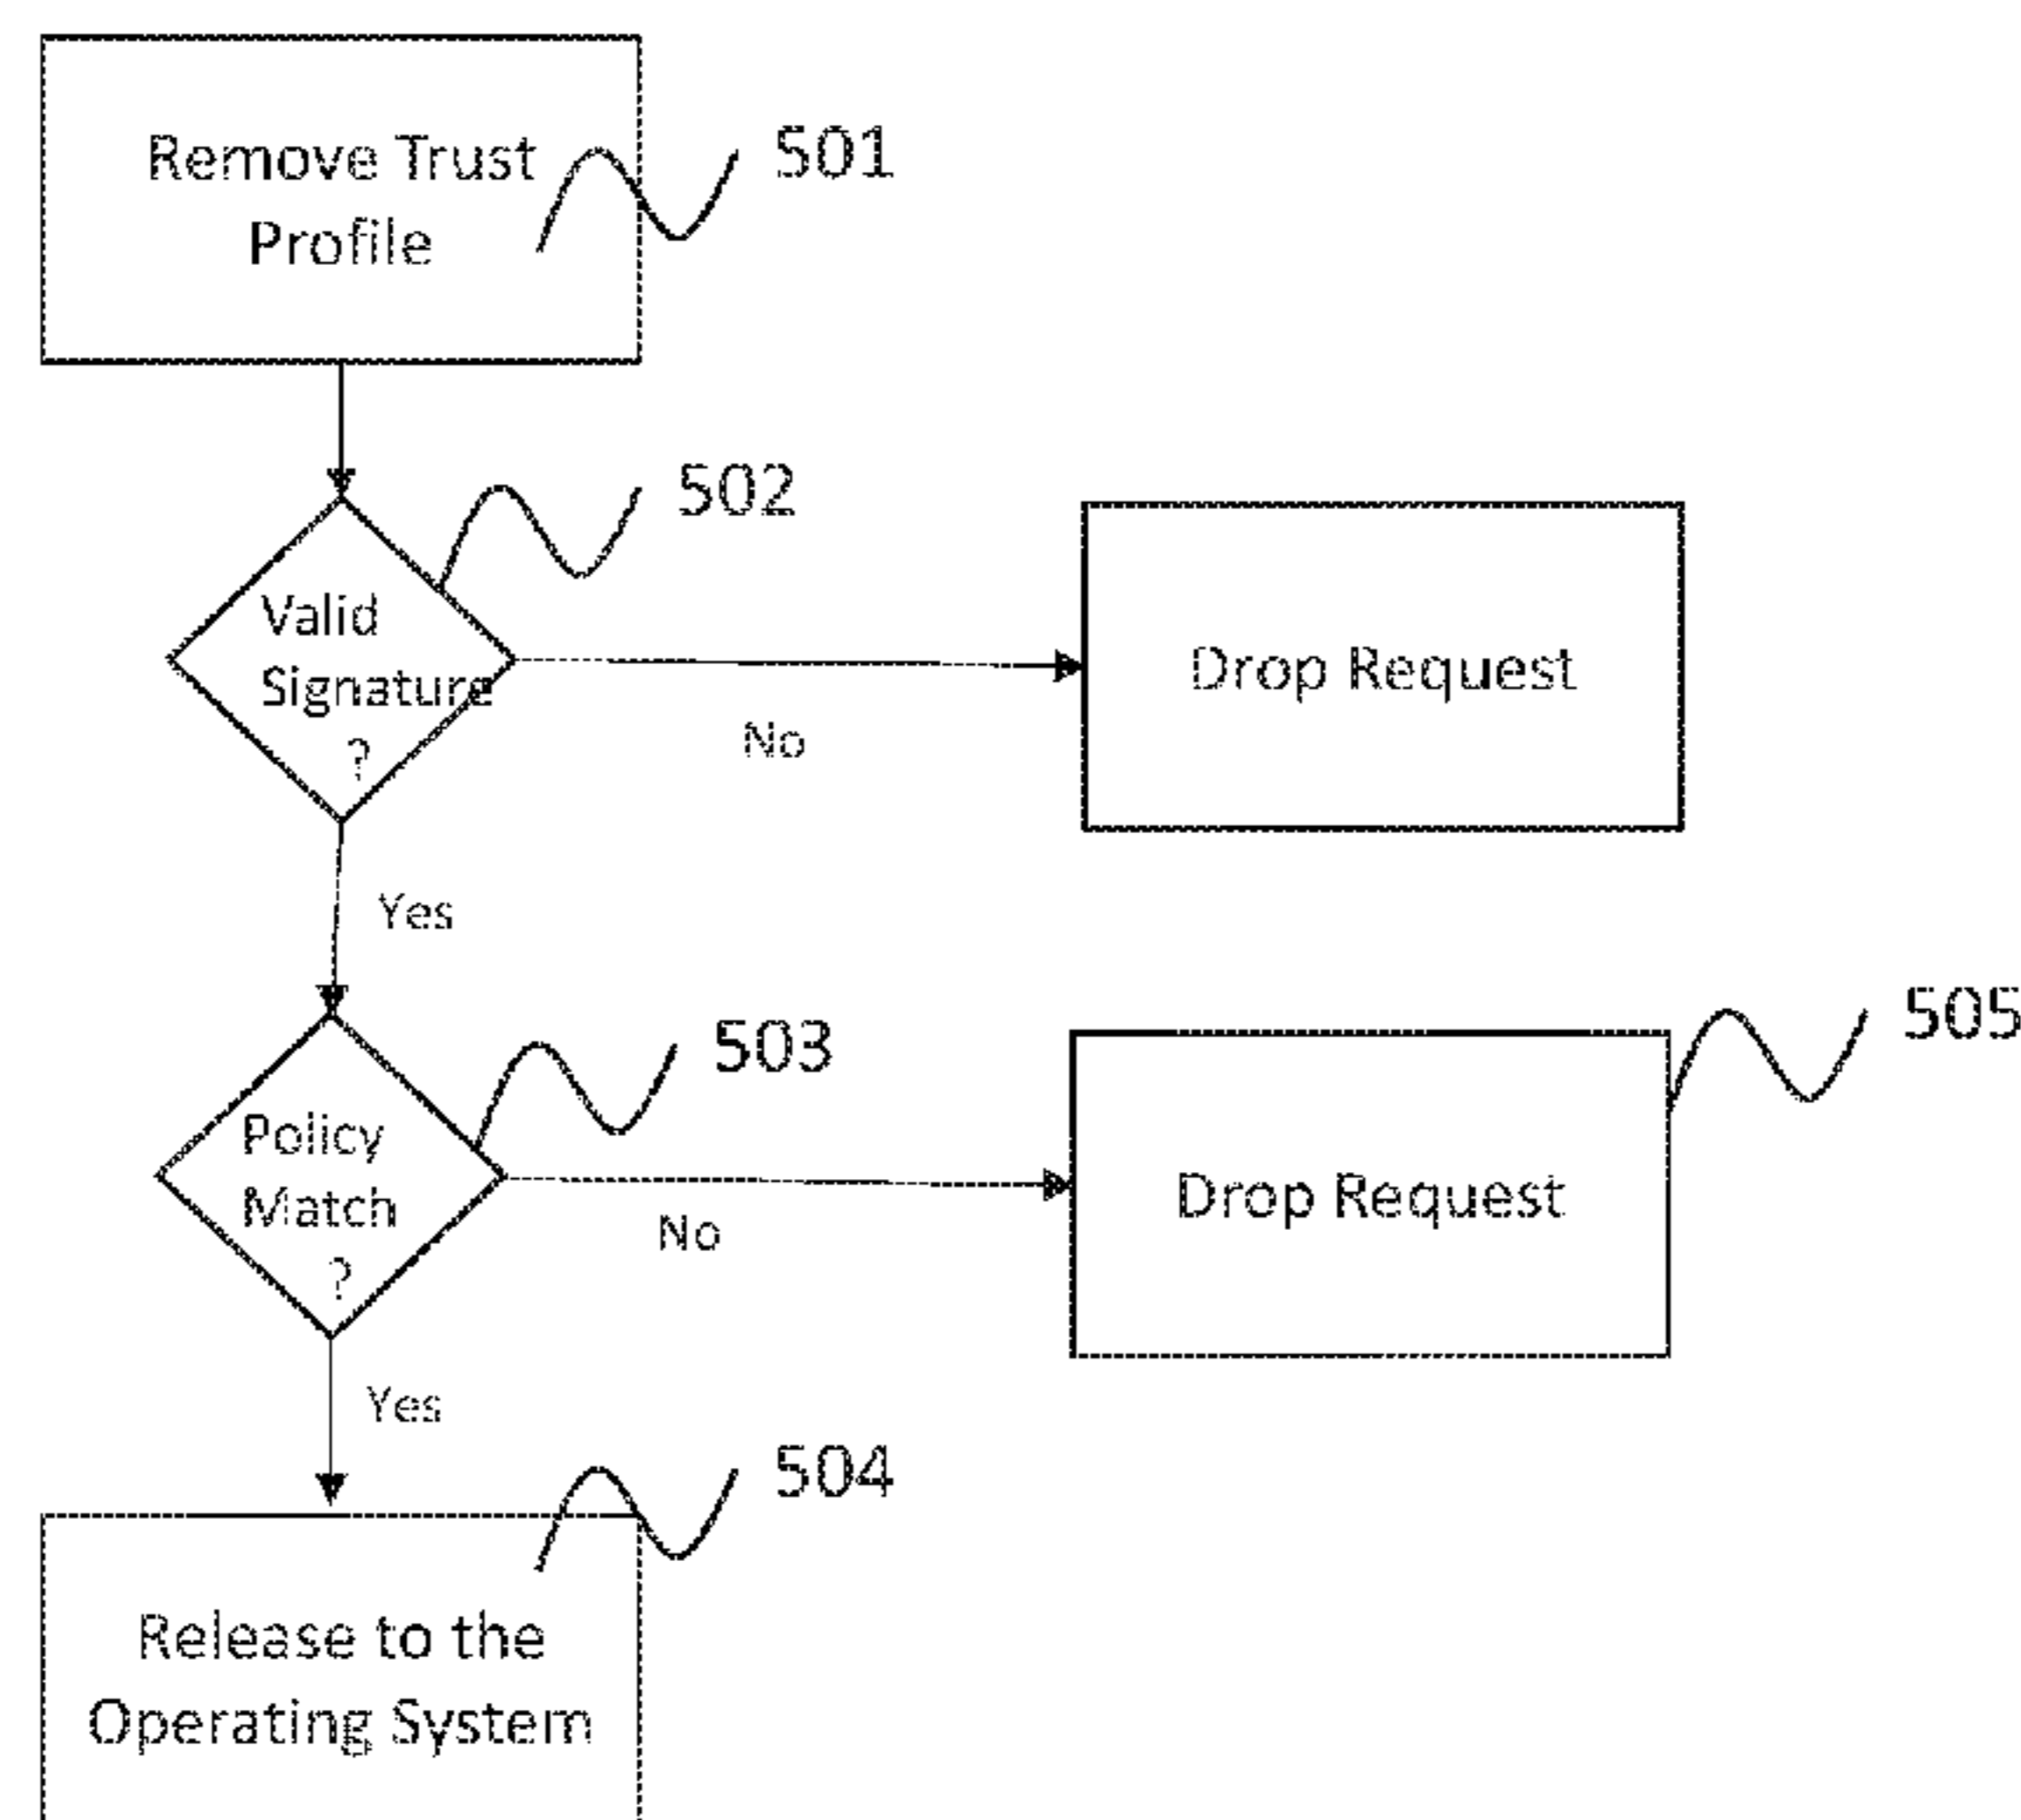 Remove Trust
Profile
501
502
Valid
Signature
?
No
Drop Request
Yes
503
Policy
Match
?
No
Drop Request
505
Yes
504
Release to the
Operating System